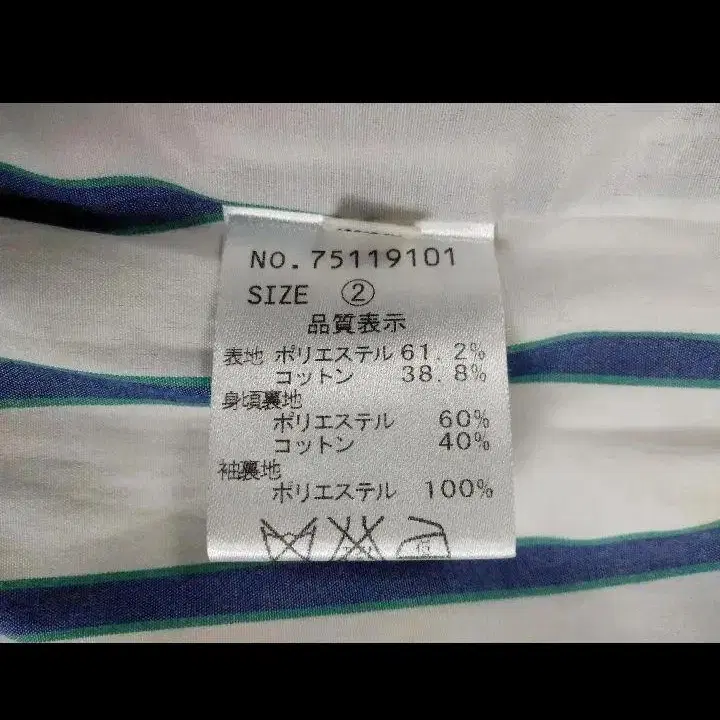 NO.75119101
SIZE ②
品質表示
表地 ポリエステル 61.2%
コットン 38.8%
身頃裏地
ポリエステル 60%
コットン 40%
袖裏地
ポリエステル 100%